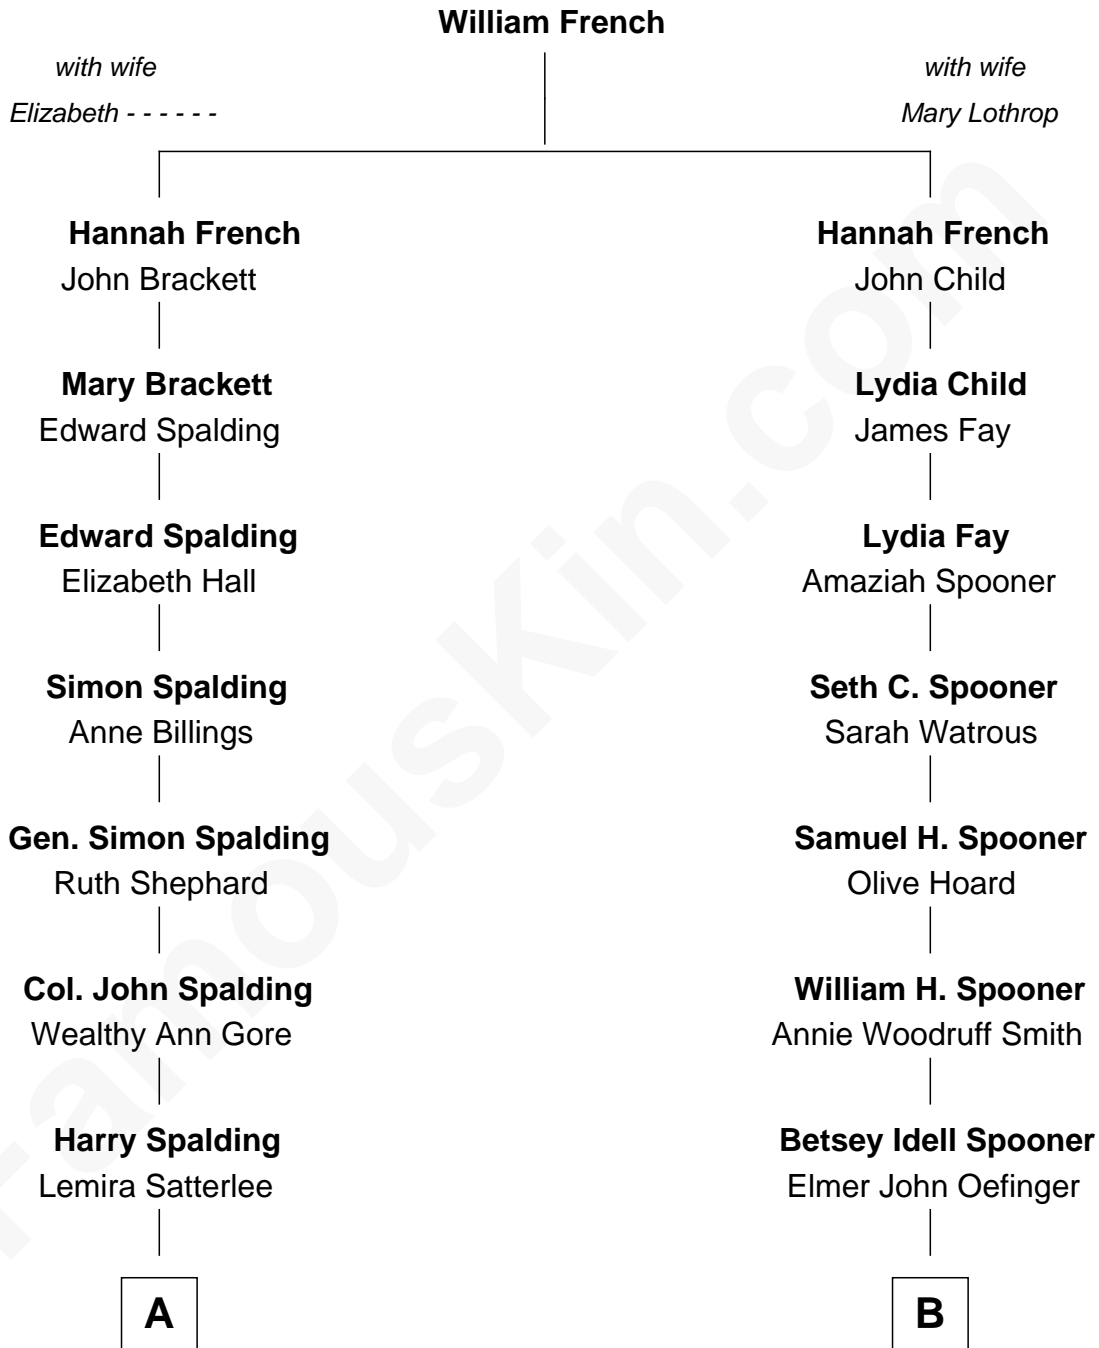 William French
with wife
Elizabeth - - - - - -
with wife
Mary Lothrop
Hannah French
John Brackett
Hannah French
John Child
Mary Brackett
Edward Spalding
Lydia Child
James Fay
Edward Spalding
Elizabeth Hall
Lydia Fay
Amaziah Spooner
Simon Spalding
Anne Billings
Seth C. Spooner
Sarah Watrous
Gen. Simon Spalding
Ruth Shephard
Samuel H. Spooner
Olive Hoard
Col. John Spalding
Wealthy Ann Gore
William H. Spooner
Annie Woodruff Smith
Harry Spalding
Lemira Satterlee
Betsey Idell Spooner
Elmer John Oefinger
A
B
FamousKin.com